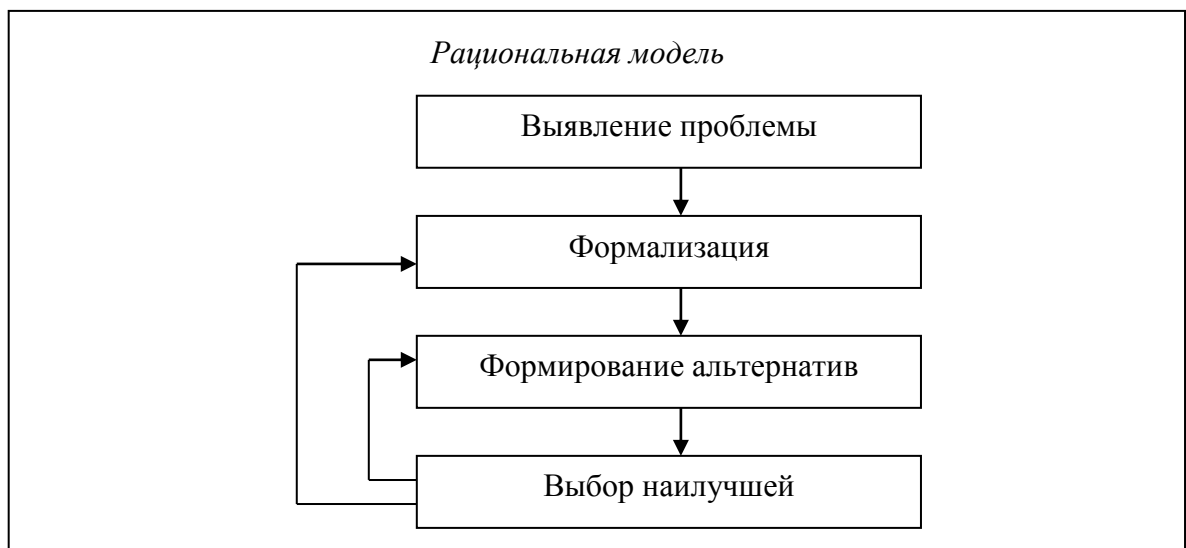 Рациональная модель
Выявление проблемы
Формализация
Формирование альтернатив
Выбор наилучшей